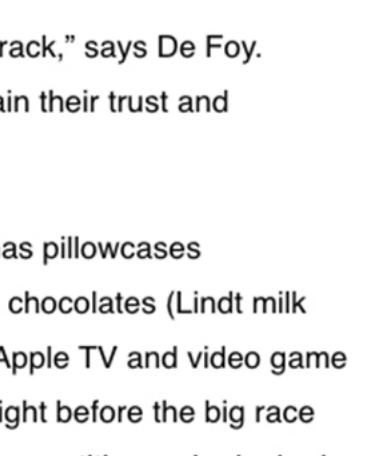 rack,” says De Foy.
ain their trust and
as pillowcases
chocolates (Lindt milk
Apple TV and video game
ight before the big race